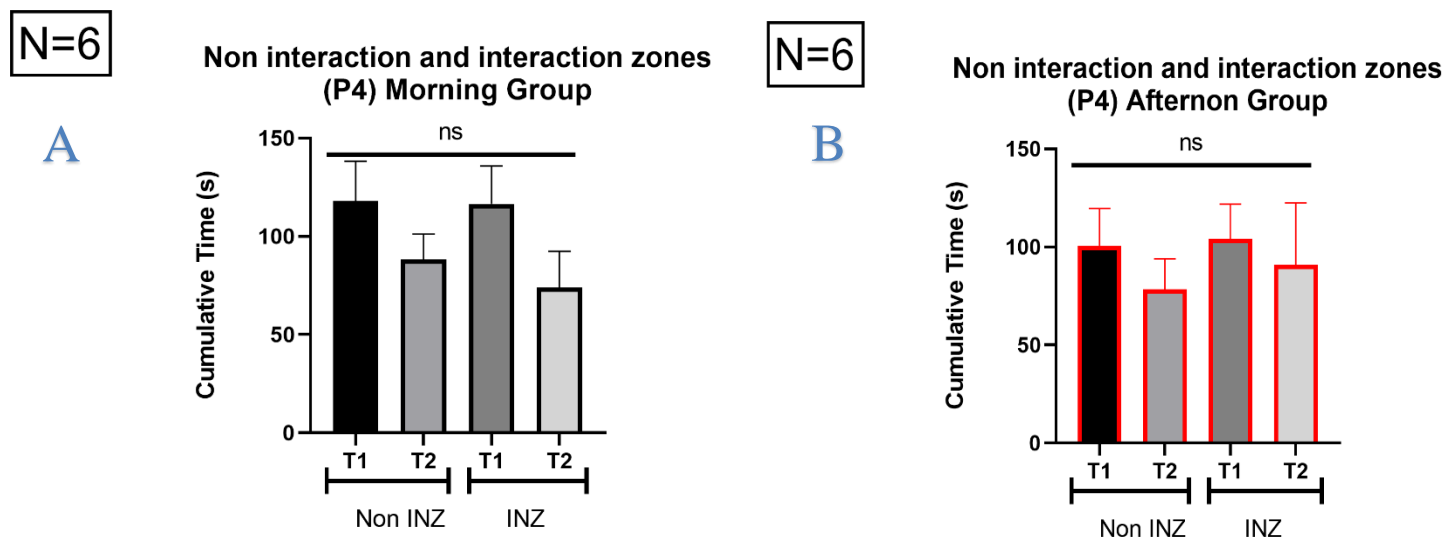 N=6
Non interaction and interaction zones
(P4) Morning Group
A
ns
150
100
50
0
Cumulative Time (s)
T1 T2 T1 T2
Non INZ INZ
N=6
Non interaction and interaction zones
(P4) Afternon Group
B
ns
150
100
50
0
Cumulative Time (s)
T1 T2 T1 T2
Non INZ INZ